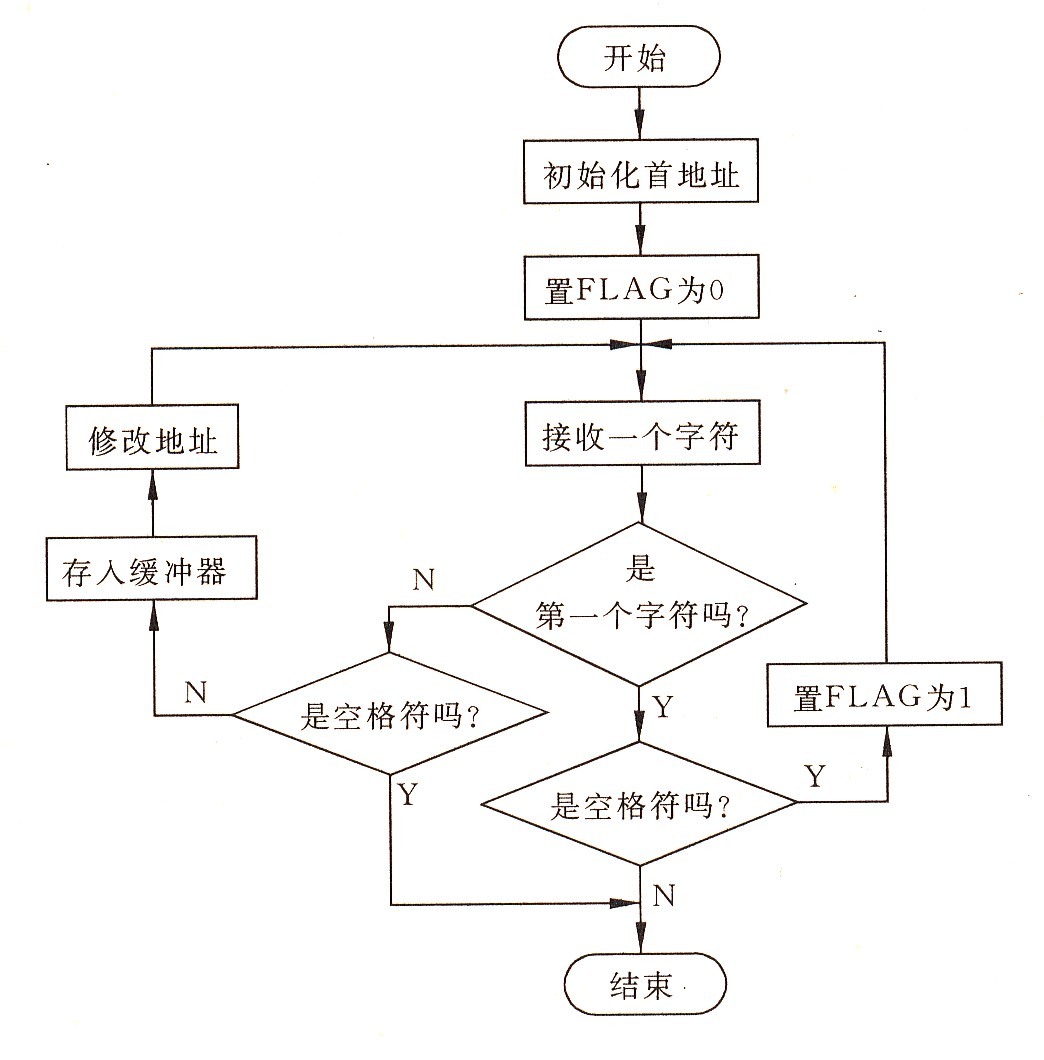 开始
初始化首地址
置FLAG为0
接收一个字符
修改地址
存入缓冲器
是
第一个字符吗?
N
Y
是空格符吗?
N
Y
置FLAG为1
是空格符吗?
Y
N
结束